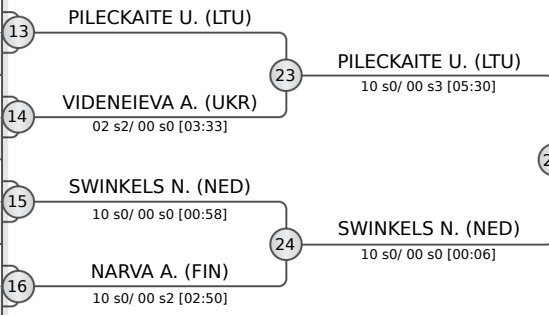 PILECKAITE U. (LTU)
13
23
PILECKAITE U. (LTU)
10 s0/ 00 s3 [05:30]
VIDENEIEVA A. (UKR)
14
02 s2/ 00 s0 [03:33]
SWINKELS N. (NED)
15
10 s0/ 00 s0 [00:58]
24
SWINKELS N. (NED)
10 s0/ 00 s0 [00:06]
NARVA A. (FIN)
16
10 s0/ 00 s2 [02:50]